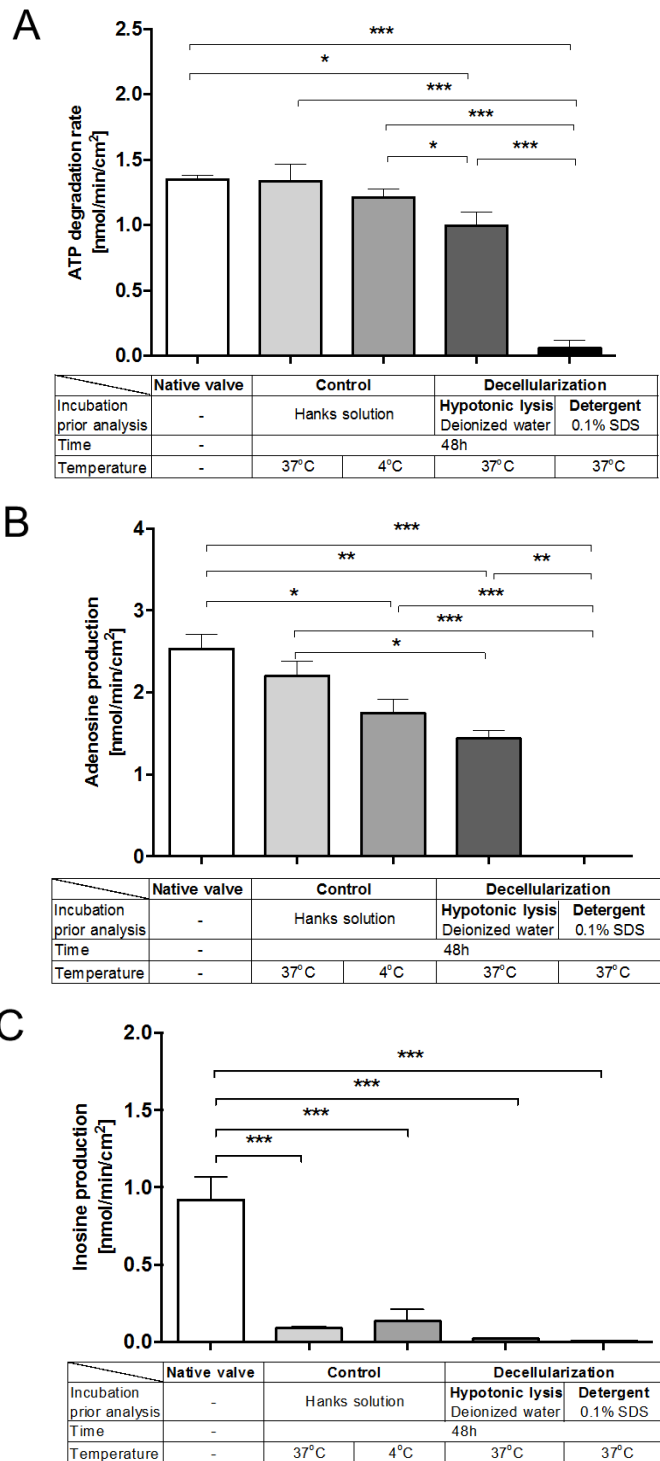 A
2.5
2.0
1.5
1.0
0.5
0.0
ATP degradation rate
[nmol/min/cm²]
***
*
***
***
*
***
Native valve Control Decellularization
Incubation prior analysis - Hanks solution Hypotonic lysis Deionized water Detergent 0.1% SDS
Time - 48h
Temperature - 37°C 4°C 37°C 37°C
B
4
3
2
1
0
Adenosine production
[nmol/min/cm²]
***
**
**
*
***
***
*
Native valve Control Decellularization
Incubation prior analysis - Hanks solution Hypotonic lysis Deionized water Detergent 0.1% SDS
Time - 48h
Temperature - 37°C 4°C 37°C 37°C
C
2.0
1.5
1.0
0.5
0.0
Inosine production
[nmol/min/cm²]
***
***
***
***
Native valve Control Decellularization
Incubation prior analysis - Hanks solution Hypotonic lysis Deionized water Detergent 0.1% SDS
Time - 48h
Temperature - 37°C 4°C 37°C 37°C